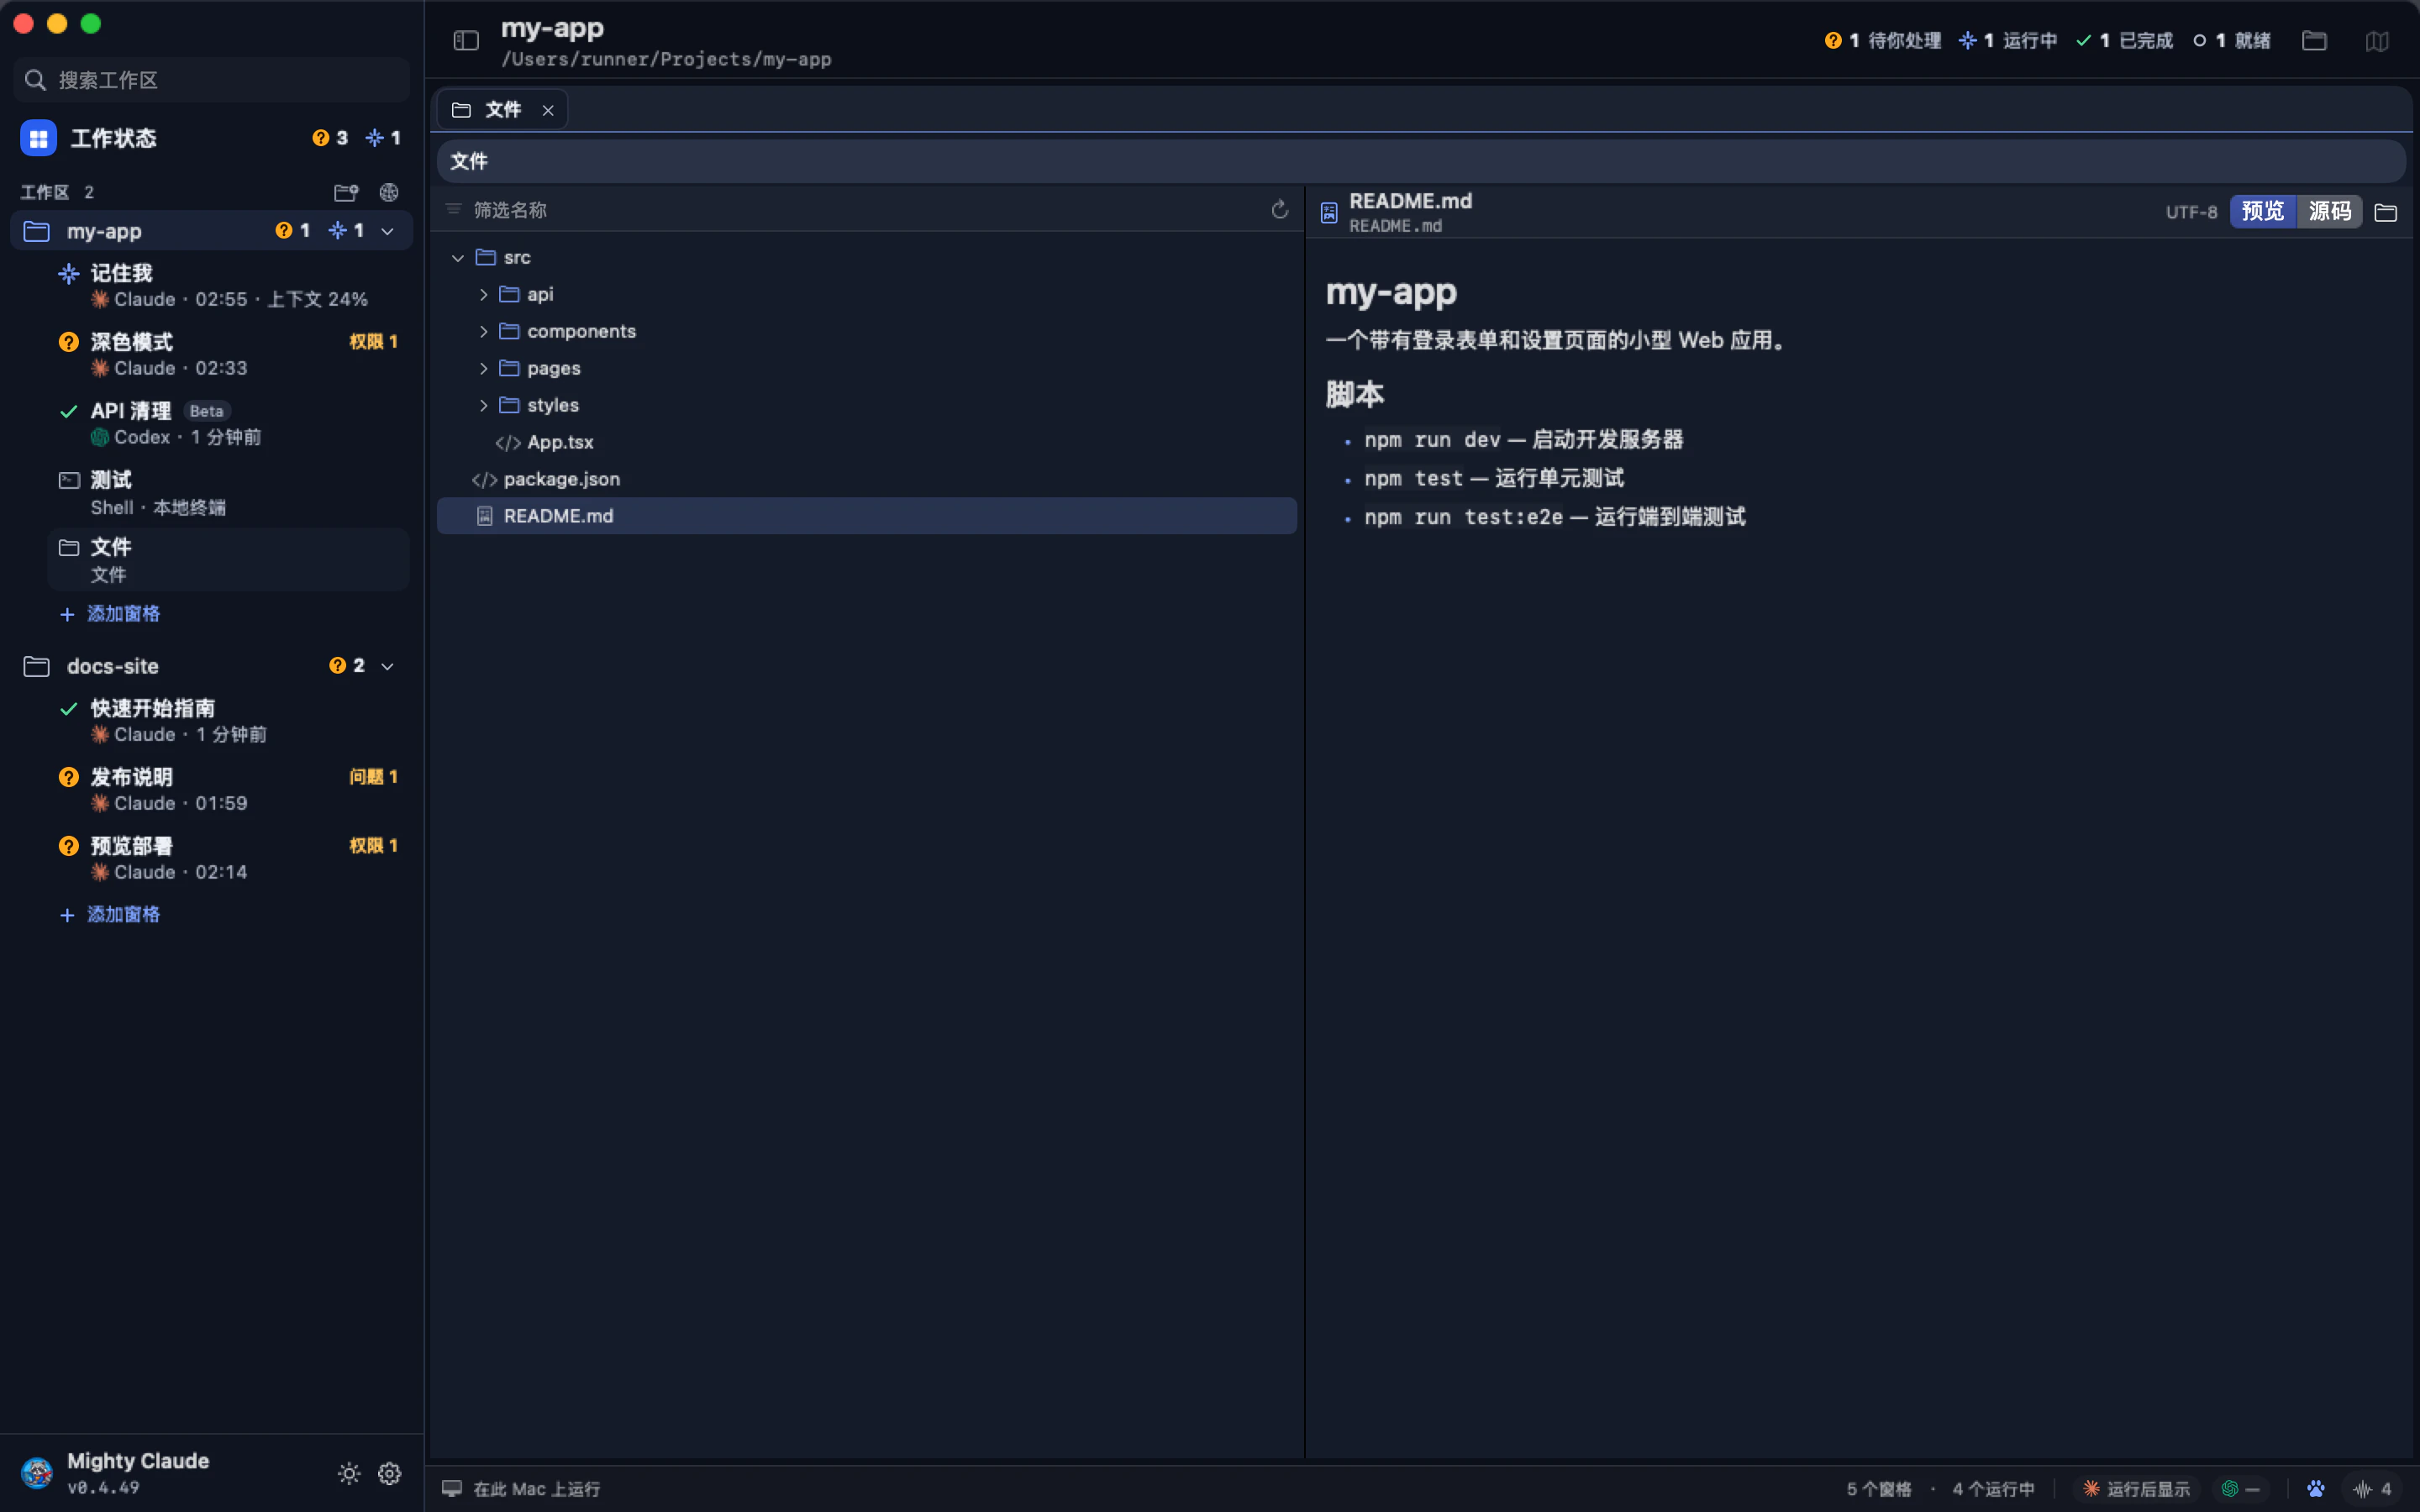 搜索工作区
工作状态 3 1
工作区 2
my-app 1 1
记住我
Claude · 02:55 · 上下文 24%
深色模式 权限 1
Claude · 02:33
API 清理 Beta
Codex · 1 分钟前
测试
Shell · 本地终端
文件
文件
+ 添加窗格
docs-site 2
快速开始指南
Claude · 1 分钟前
发布说明 问题 1
Claude · 01:59
预览部署 权限 1
Claude · 02:14
+ 添加窗格
Mighty Claude
v0.4.49
my-app
/Users/runner/Projects/my-app
1 待你处理 1 运行中 1 已完成 1 就绪
文件
文件
筛选名称
src
api
components
pages
styles
App.tsx
package.json
README.md
README.md
README.md
UTF-8 预览 源码
my-app
一个带有登录表单和设置页面的小型 Web 应用。
脚本
• npm run dev — 启动开发服务器
• npm test — 运行单元测试
• npm run test:e2e — 运行端到端测试
在此 Mac 上运行
5 个窗格 · 4 个运行中 运行后显示 — 4